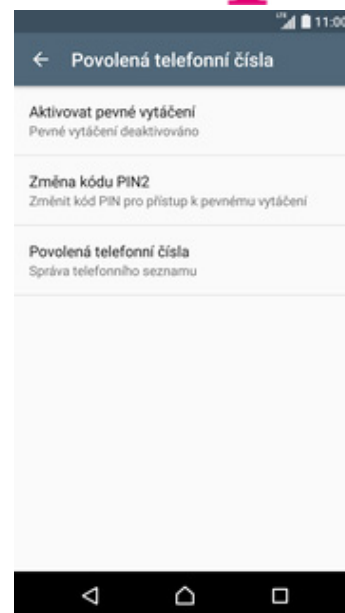 LTE 11:00
Povolená telefonní čísla
Aktivovat pevné vytáčení
Pevné vytáčení deaktivováno
Změna kódu PIN2
Změnit kód PIN pro přístup k pevnému vytáčení
Povolená telefonní čísla
Správa telefonního seznamu